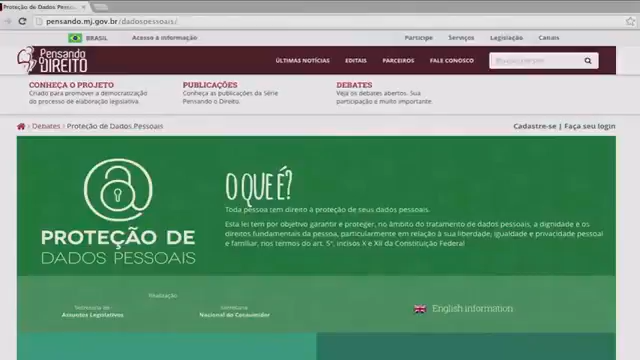 Proteção de Dados Pesso
pensando.mj.gov.br/dadospessoais/
BRASIL Acesso à informação Participe Serviços Legislação Canais
Pensando
O DIREITO
ÚLTIMAS NOTÍCIAS EDITAIS PARCEIROS FALE CONOSCO
CONHEÇA O PROJETO
Criado para promover a democratização
do processo de elaboração legislativa.
PUBLICAÇÕES
Conheça as publicações da Série
Pensando o Direito.
DEBATES
Veja os debates abertos. Sua
participação e muito importante.
Debates Proteção de Dados Pessoais
Cadastre-se | Faça seu login
PROTEÇÃO DE
DADOS PESSOAIS
O QUE É?
Toda pessoa tem direito à proteção de seus dados pessoais.
Esta lei tem por objetivo garantir e proteger, no âmbito do tratamento de dados pessoais, a dignidade e os
direitos fundamentais da pessoa, particularmente em relação à sua liberdade, igualdade e privacidade pessoal
e familiar, nos termos do art. 5º, incisos X e XII da Constituição Federal
Realização
Secretaria de
Assuntos Legislativos
Secretaria
Nacional do Consumidor
English information